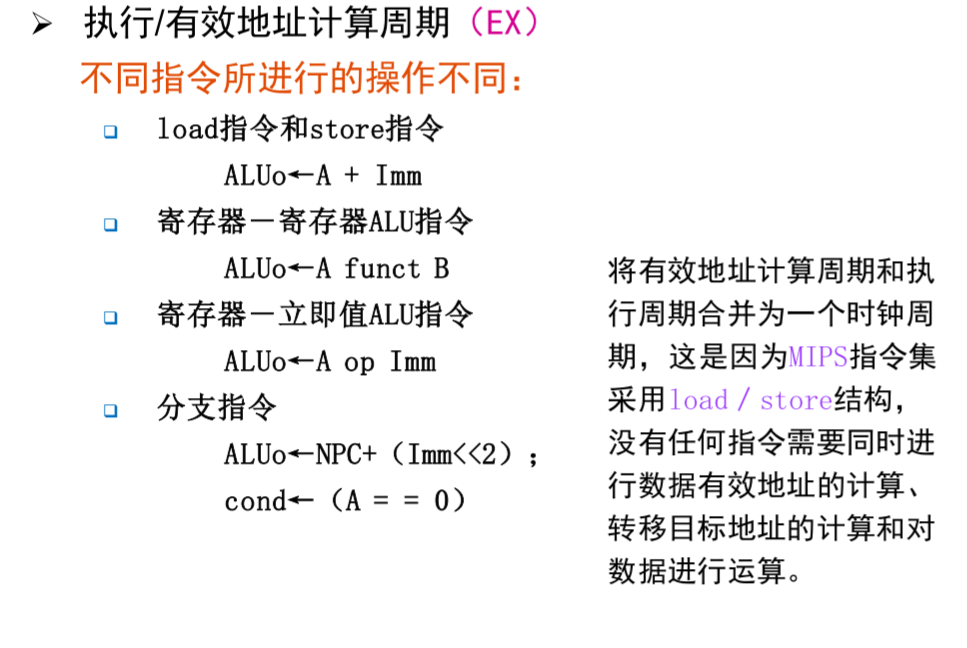 ➢ 执行/有效地址计算周期（EX）
不同指令所进行的操作不同：
❑ load指令和store指令
ALUo←A + Imm
❑ 寄存器－寄存器ALU指令
ALUo←A funct B
❑ 寄存器－立即值ALU指令
ALUo←A op Imm
❑ 分支指令
ALUo←NPC+（Imm<<2）；
cond←（A = = 0）
将有效地址计算周期和执
行周期合并为一个时钟周
期，这是因为MIPS指令集
采用load／store结构，
没有任何指令需要同时进
行数据有效地址的计算、
转移目标地址的计算和对
数据进行运算。